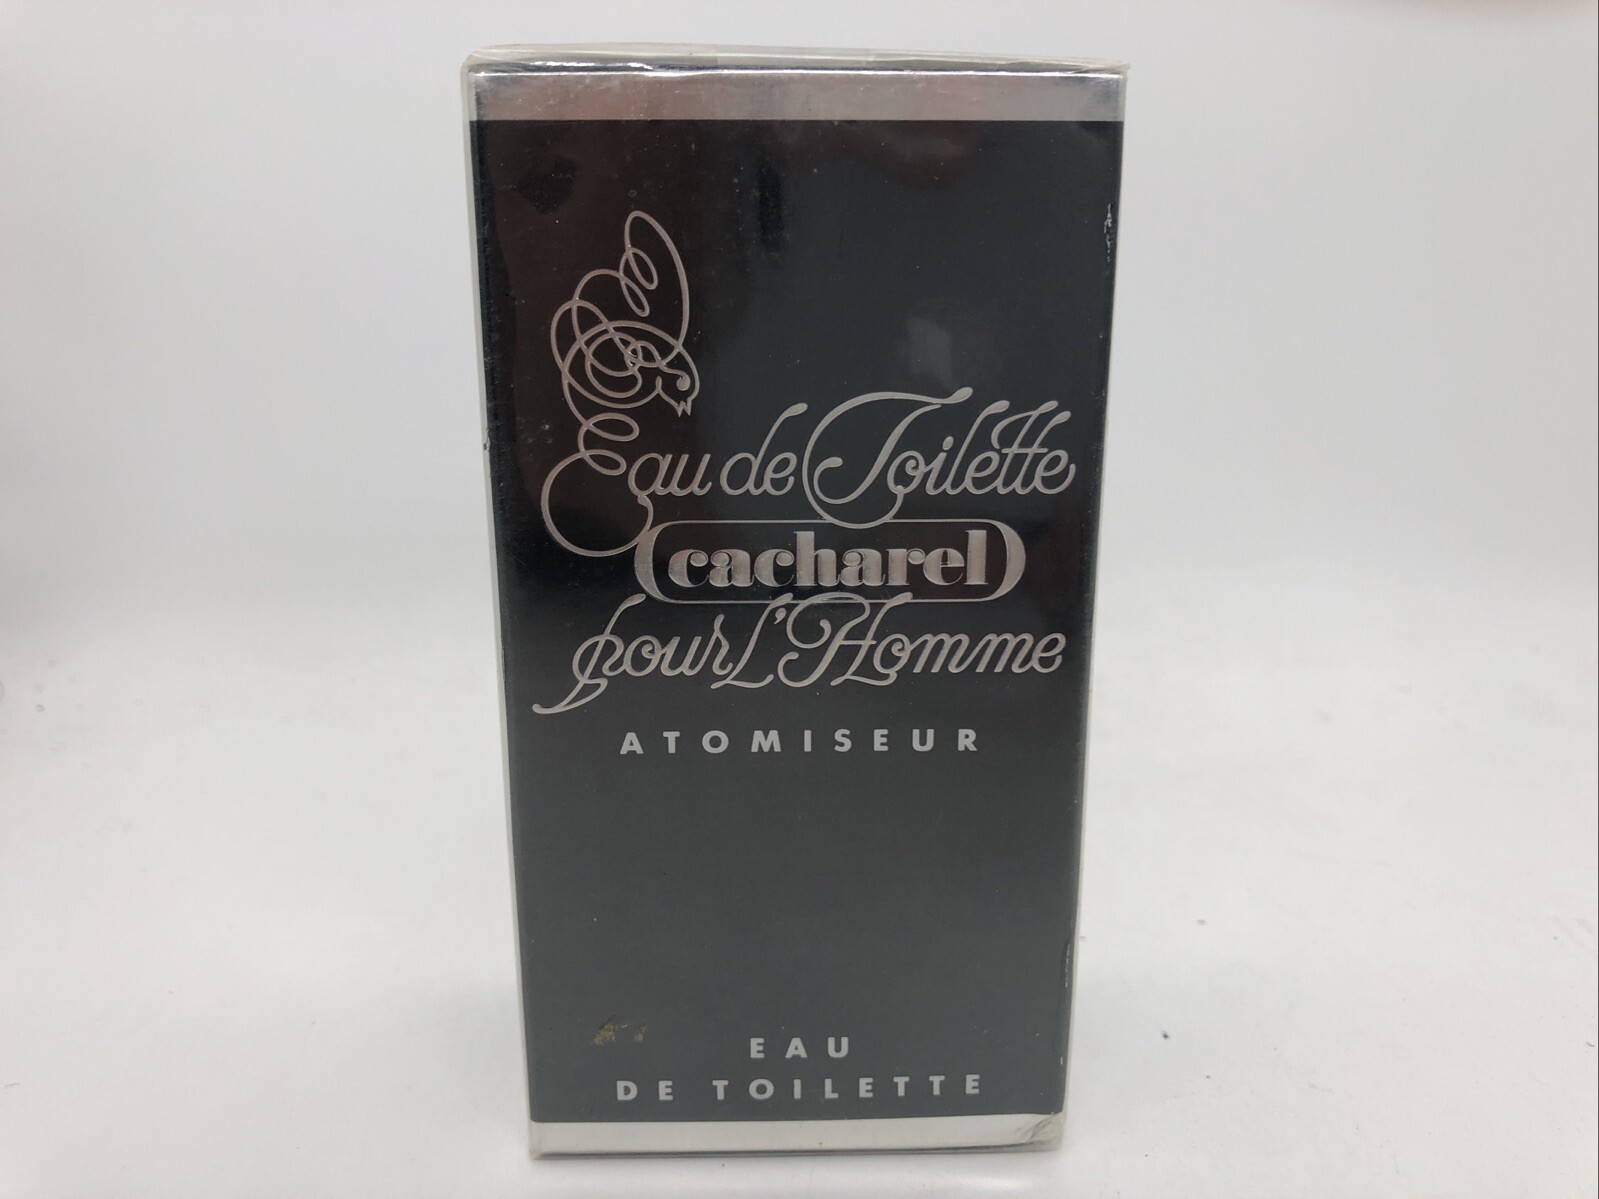 Eau de Toilette
cacharel
pour L'Homme
ATOMISEUR
EAU
DE TOILETTE